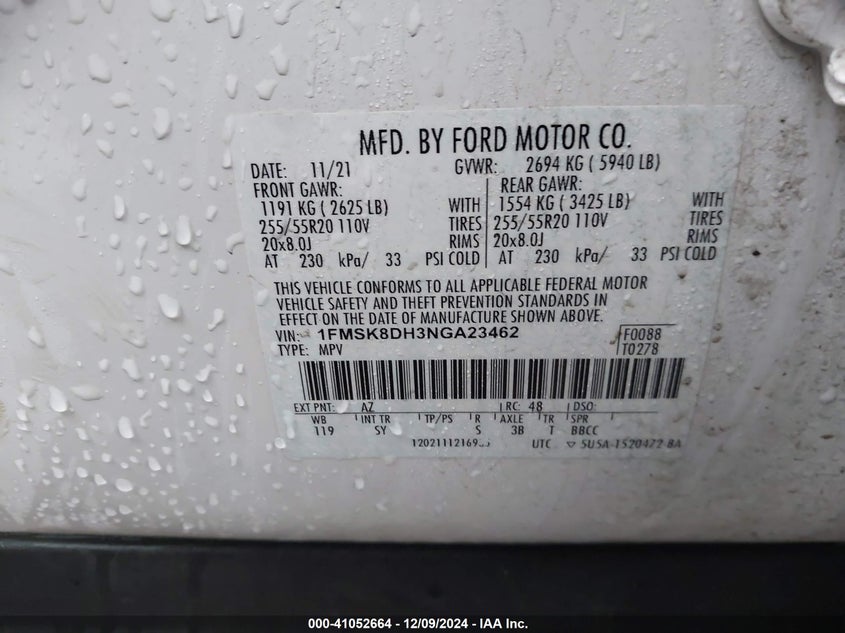 MFD. BY FORD MOTOR CO.
DATE: 11/21 GVWR: 2694 KG ( 5940 LB)
FRONT GAWR: REAR GAWR:
1191 KG ( 2625 LB) WITH 1554 KG ( 3425 LB) WITH
255/55R20 110V TIRES 255/55R20 110V TIRES
20x8.0J RIMS 20x8.0J RIMS
AT 230 kPa/ 33 PSI COLD AT 230 kPa/ 33 PSI COLD
THIS VEHICLE CONFORMS TO ALL APPLICABLE FEDERAL MOTOR
VEHICLE SAFETY AND THEFT PREVENTION STANDARDS IN
EFFECT ON THE DATE OF MANUFACTURE SHOWN ABOVE.
VIN: 1FMSK8DH3NGA23462 F0088
TYPE: MPV T0278
EXT PNT: AZ RC: 48 DSO:
WB INT TR TP/PS R AXLE TR SPR
119 SY S 3B T BBCC
UTC
000-41052664 | 12/09/2024 - IAA Inc.